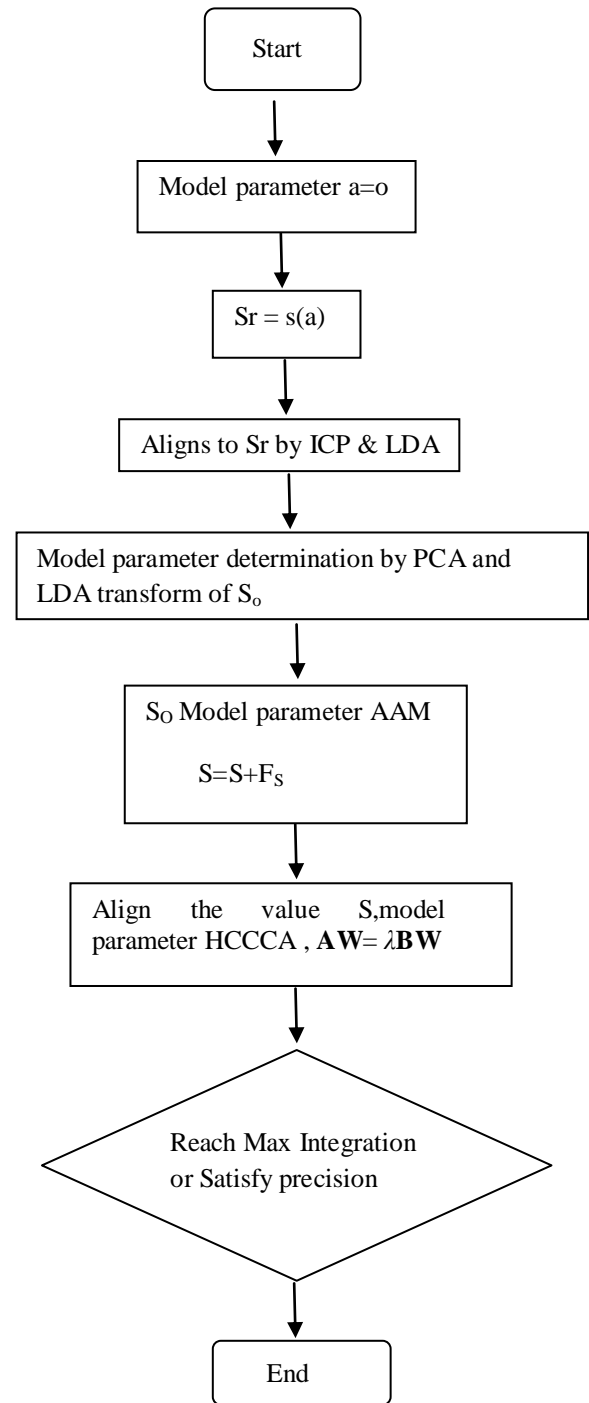 Start
Model parameter a=o
Sr = s(a)
Aligns to Sr by ICP & LDA
Model parameter determination by PCA and
LDA transform of Sₒ
S_O Model parameter AAM
S=S+F_S
Align the value S,model
parameter HCCCA , AW= λBW
Reach Max Integration
or Satisfy precision
End